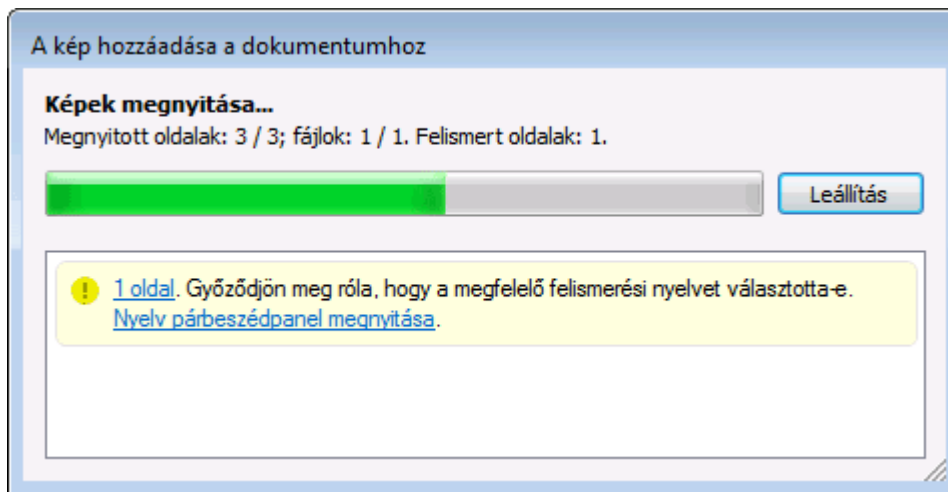 A kép hozzáadása a dokumentumhoz
Képek megnyitása...
Megnyitott oldalak: 3 / 3; fájlok: 1 / 1. Felismert oldalak: 1.
Leállítás
1 oldal. Győződjön meg róla, hogy a megfelelő felismerési nyelvet választotta-e.
Nyelv párbeszédpanel megnyitása.